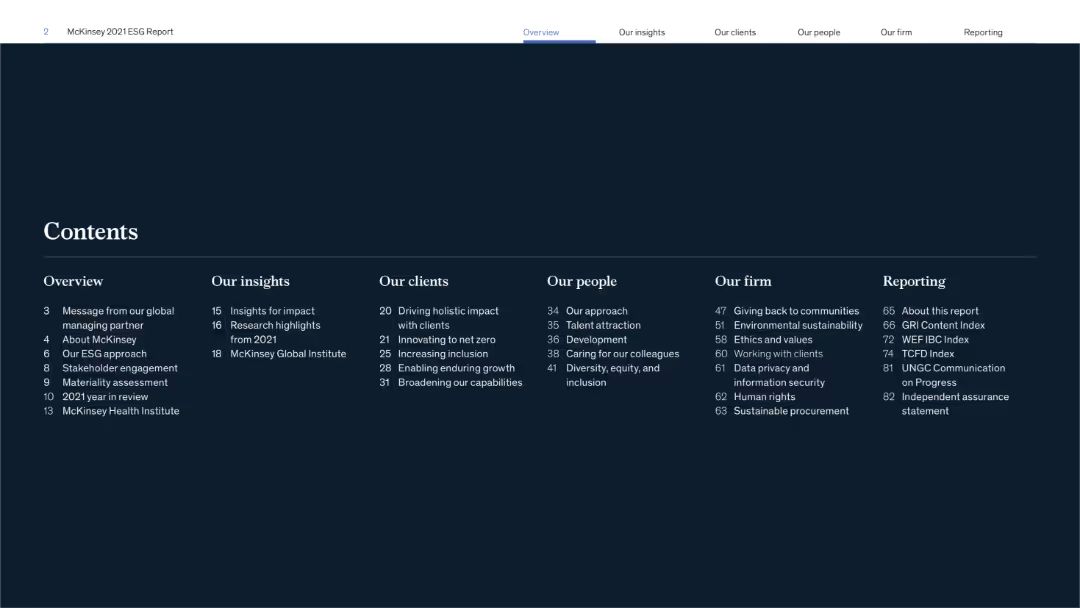 2 McKinsey 2021 ESG Report
Overview Our insights Our clients Our people Our firm Reporting
Contents
Overview
3 Message from our global
managing partner
4 About McKinsey
6 Our ESG approach
8 Stakeholder engagement
9 Materiality assessment
10 2021 year in review
13 McKinsey Health Institute
Our insights
15 Insights for impact
16 Research highlights
from 2021
18 McKinsey Global Institute
Our clients
20 Driving holistic impact
with clients
21 Innovating to net zero
25 Increasing inclusion
28 Enabling enduring growth
31 Broadening our capabilities
Our people
34 Our approach
35 Talent attraction
36 Development
38 Caring for our colleagues
41 Diversity, equity, and
inclusion
Our firm
47 Giving back to communities
51 Environmental sustainability
58 Ethics and values
60 Working with clients
61 Data privacy and
information security
62 Human rights
63 Sustainable procurement
Reporting
65 About this report
66 GRI Content Index
72 WEF IBC Index
74 TCFD Index
81 UNGC Communication
on Progress
82 Independent assurance
statement